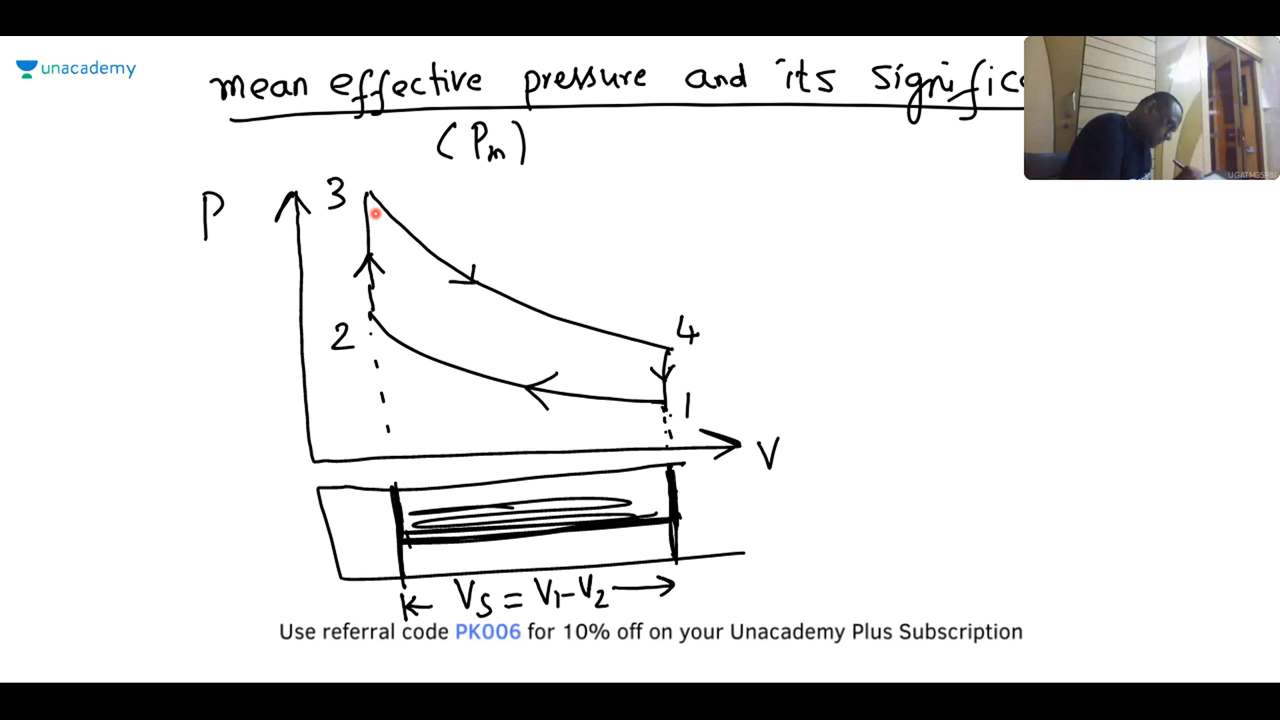 unacademy
mean effective pressure and its signific
(Pm)
P
3
2
4
1
V
Vs = V1-V2
Use referral code PK006 for 10% off on your Unacademy Plus Subscription